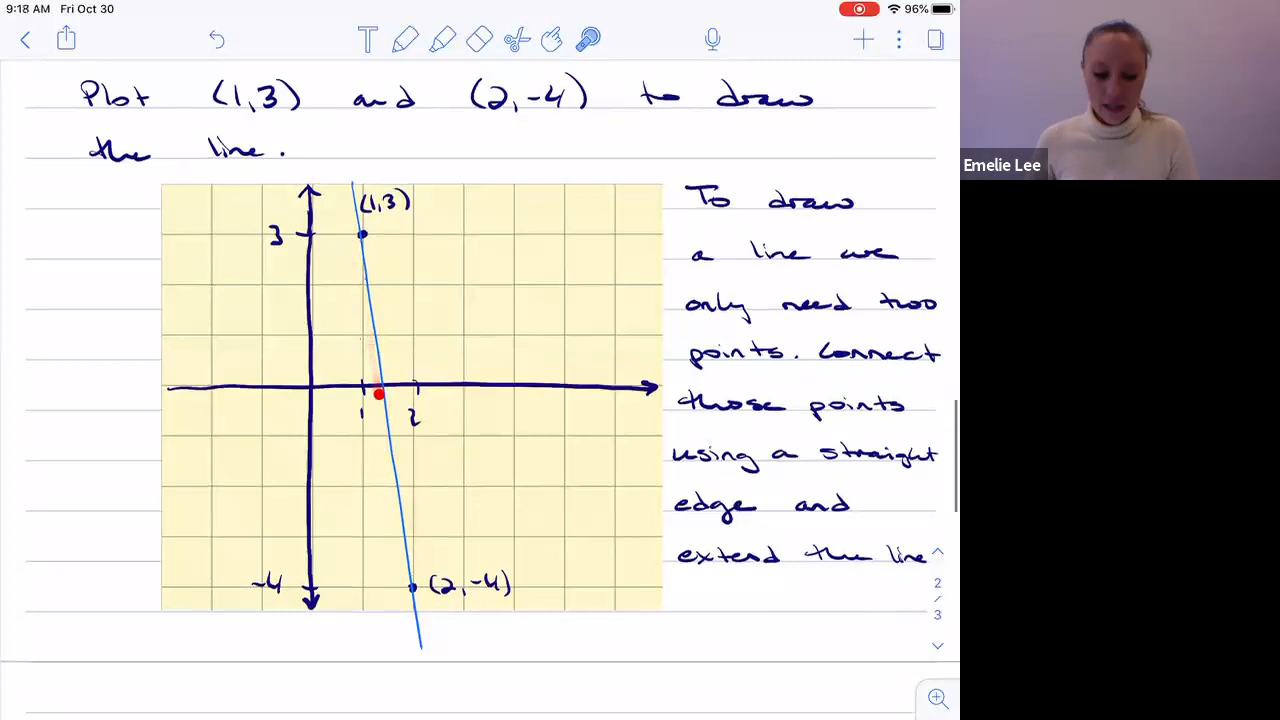 9:18 AM Fri Oct 30
96%
Plot (1,3) and (2,-4) to draw
the line.
Emelie Lee
(1,3)
3
1
2
-4
(2,-4)
To draw
a line we
only need two
points. Connect
those points
using a straight
edge and
extend the line
2
/
3